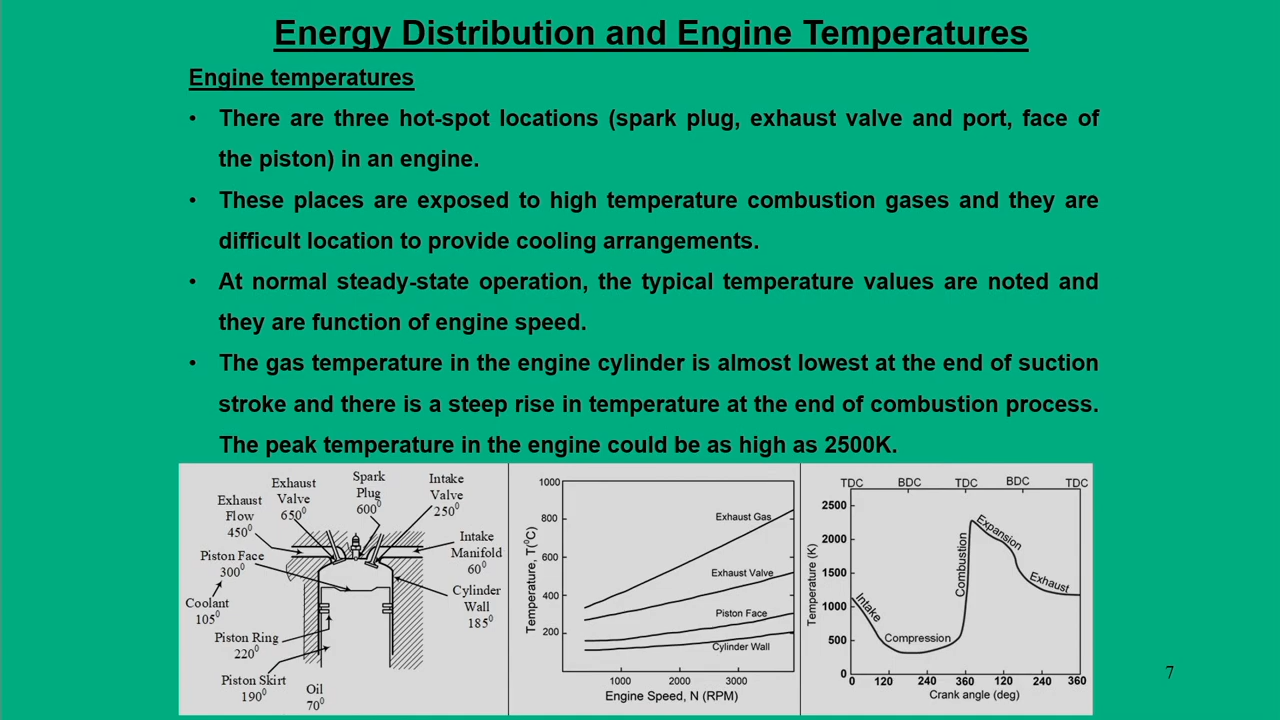 Energy Distribution and Engine Temperatures
Engine temperatures
• There are three hot-spot locations (spark plug, exhaust valve and port, face of
the piston) in an engine.
• These places are exposed to high temperature combustion gases and they are
difficult location to provide cooling arrangements.
• At normal steady-state operation, the typical temperature values are noted and
they are function of engine speed.
• The gas temperature in the engine cylinder is almost lowest at the end of suction
stroke and there is a steep rise in temperature at the end of combustion process.
The peak temperature in the engine could be as high as 2500K.
Exhaust
Flow
450⁰
Exhaust
Valve
650⁰
Spark
Plug
600⁰
Intake
Valve
250⁰
Intake
Manifold
60⁰
Piston Face
300⁰
Coolant
105⁰
Cylinder
Wall
185⁰
Piston Ring
220⁰
Piston Skirt
190⁰
Oil
70⁰
1000
800
600
400
200
Temperature, T(⁰C)
Exhaust Gas
Exhaust Valve
Piston Face
Cylinder Wall
1000 2000 3000
Engine Speed, N (RPM)
TDC BDC TDC BDC TDC
2500
2000
1500
1000
500
0
Temperature (K)
Intake
Compression
Combustion
Expansion
Exhaust
0 120 240 360 120 240 360
Crank angle (deg)
7